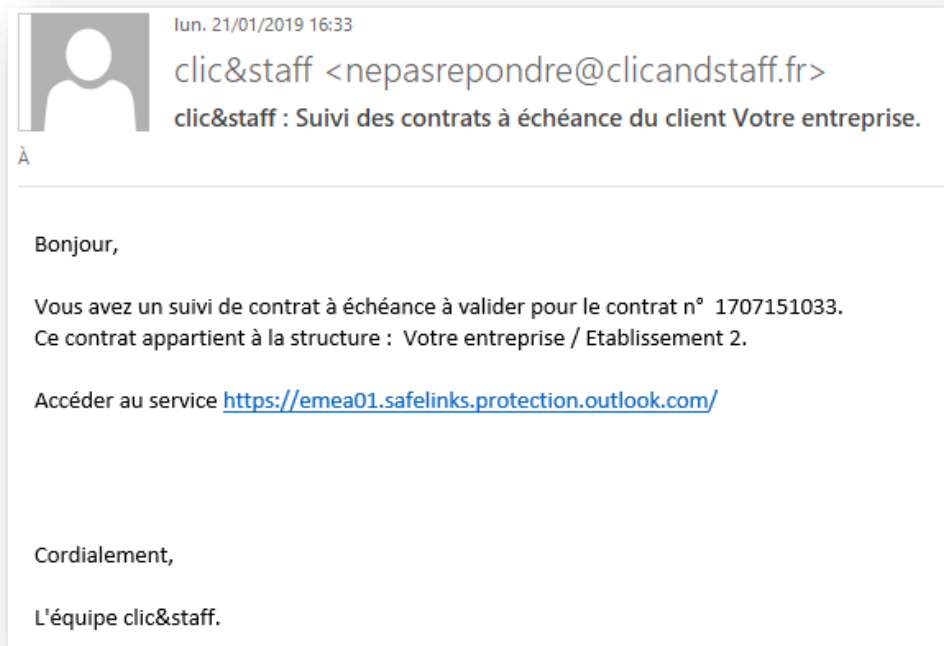 lun. 21/01/2019 16:33
clic&staff <nepasrepondre@clicandstaff.fr>
clic&staff : Suivi des contrats à échéance du client Votre entreprise.
À
Bonjour,
Vous avez un suivi de contrat à échéance à valider pour le contrat n° 1707151033.
Ce contrat appartient à la structure : Votre entreprise / Etablissement 2.
Accéder au service https://emea01.safelinks.protection.outlook.com/
Cordialement,
L'équipe clic&staff.